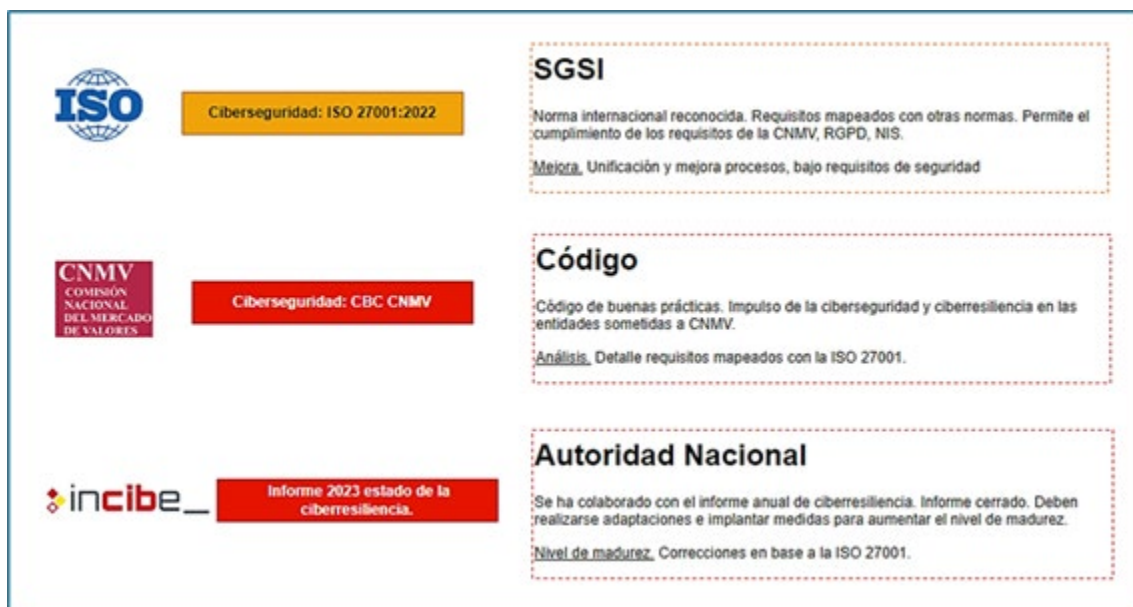 ISO
Ciberseguridad: ISO 27001:2022
SGSI
Norma internacional reconocida. Requisitos mapeados con otras normas. Permite el
cumplimiento de los requisitos de la CNMV, RGPD, NIS.
Mejora. Unificación y mejora procesos, bajo requisitos de seguridad
CNMV
COMISIÓN
NACIONAL
DEL MERCADO
DE VALORES
Ciberseguridad: CBC CNMV
Código
Código de buenas prácticas. Impulso de la ciberseguridad y ciberresiliencia en las
entidades sometidas a CNMV.
Análisis. Detalle requisitos mapeados con la ISO 27001.
incibe_
Informe 2023 estado de la
ciberresiliencia.
Autoridad Nacional
Se ha colaborado con el informe anual de ciberresiliencia. Informe cerrado. Deben
realizarse adaptaciones e implantar medidas para aumentar el nivel de madurez.
Nivel de madurez. Correcciones en base a la ISO 27001.